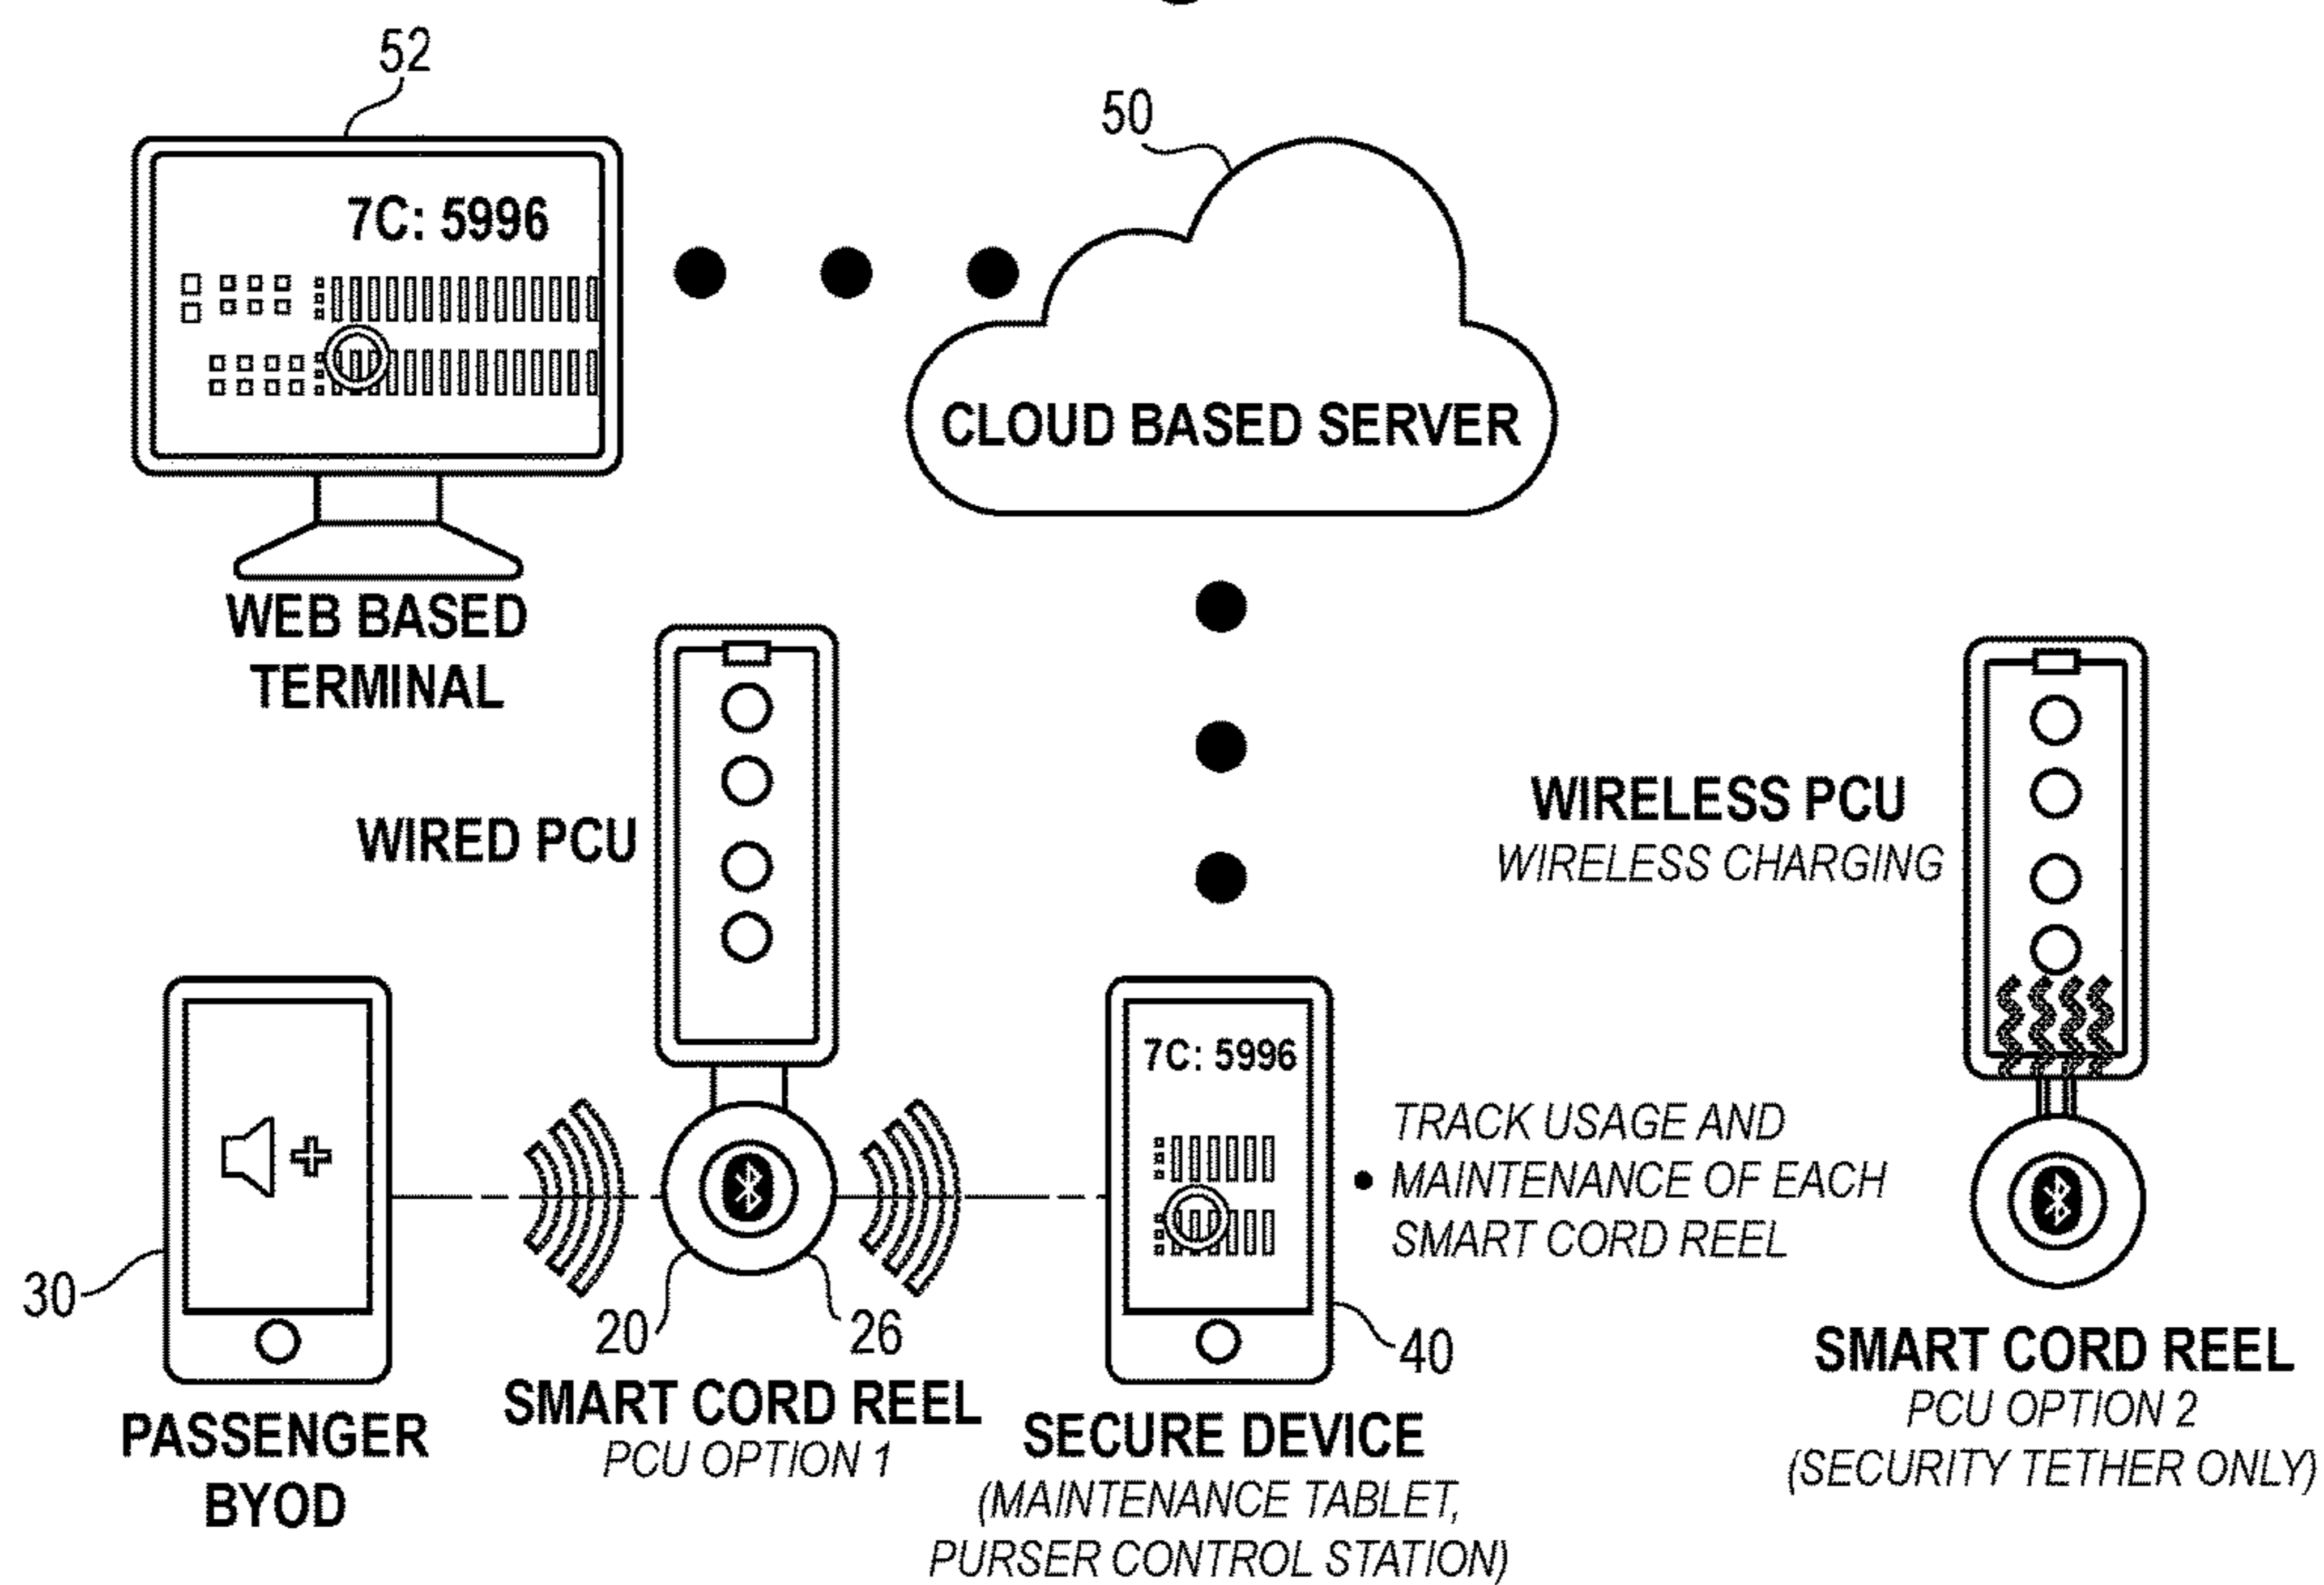 52
50
7C: 5996
CLOUD BASED SERVER
WEB BASED
TERMINAL
WIRED PCU
WIRELESS PCU
WIRELESS CHARGING
7C: 5996
TRACK USAGE AND
• MAINTENANCE OF EACH
SMART CORD REEL
30
20
26
40
PASSENGER
BYOD
SMART CORD REEL
PCU OPTION 1
SECURE DEVICE
(MAINTENANCE TABLET,
PURSER CONTROL STATION)
SMART CORD REEL
PCU OPTION 2
(SECURITY TETHER ONLY)